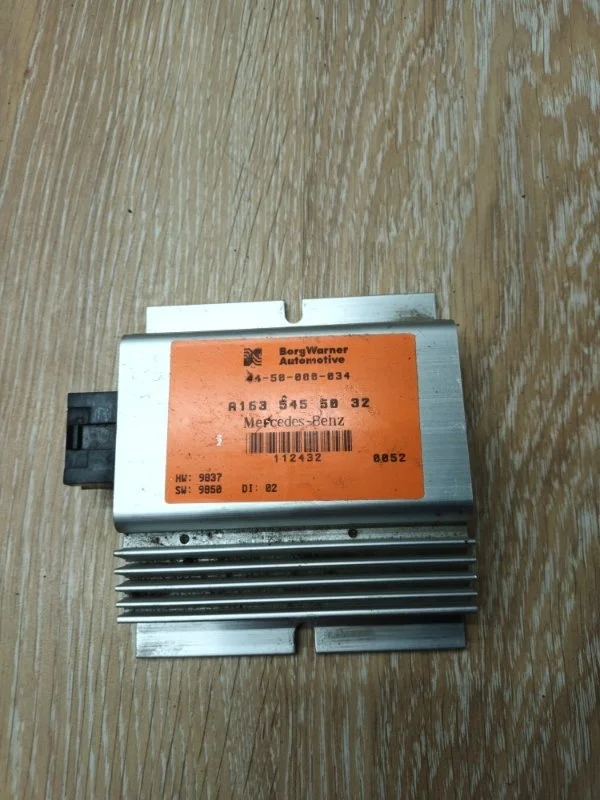 BorgWarner
Automotive
44-50-000-034
A163 545 50 32
Mercedes-Benz
112432 0052
HW: 9837
SW: 9850 DI: 02